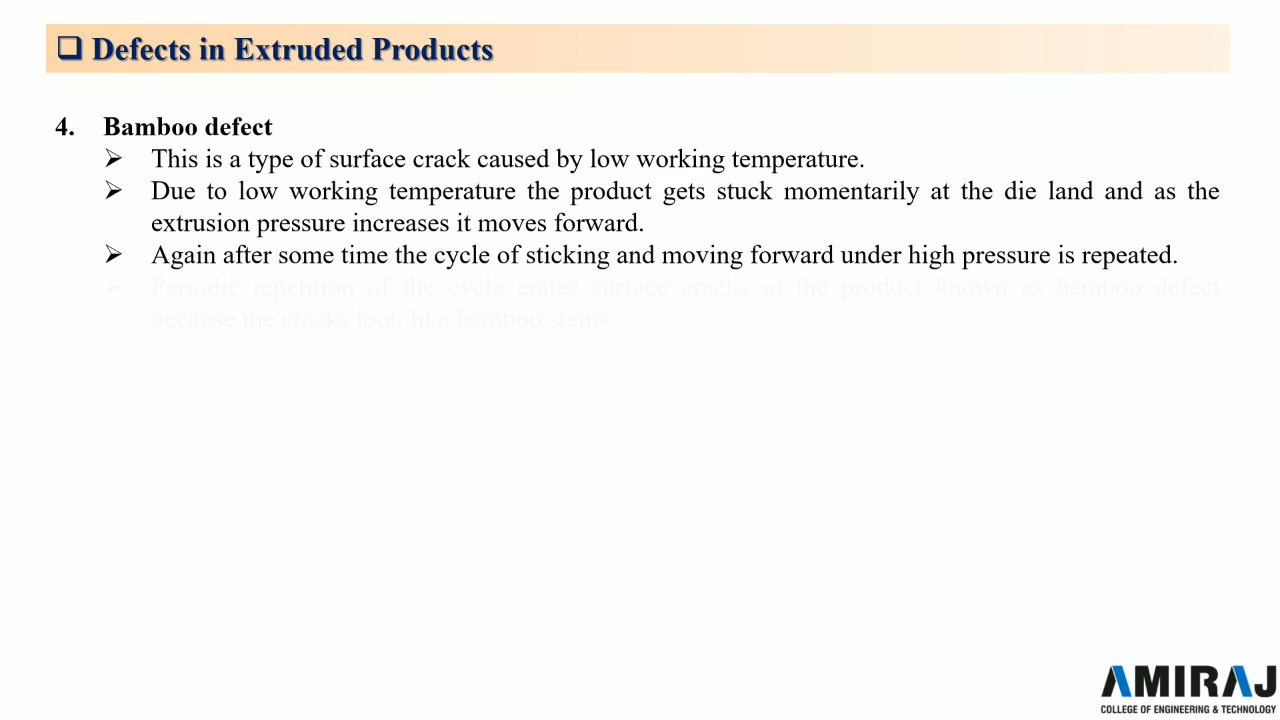 ❑ Defects in Extruded Products
4. Bamboo defect
➢ This is a type of surface crack caused by low working temperature.
➢ Due to low working temperature the product gets stuck momentarily at the die land and as the
extrusion pressure increases it moves forward.
➢ Again after some time the cycle of sticking and moving forward under high pressure is repeated.
➢ Periodic repetition of the cycle crates surface cracks in the product known as bamboo defect
because the cracks look like bamboo stems.
AMIRAJ
COLLEGE OF ENGINEERING & TECHNOLOGY